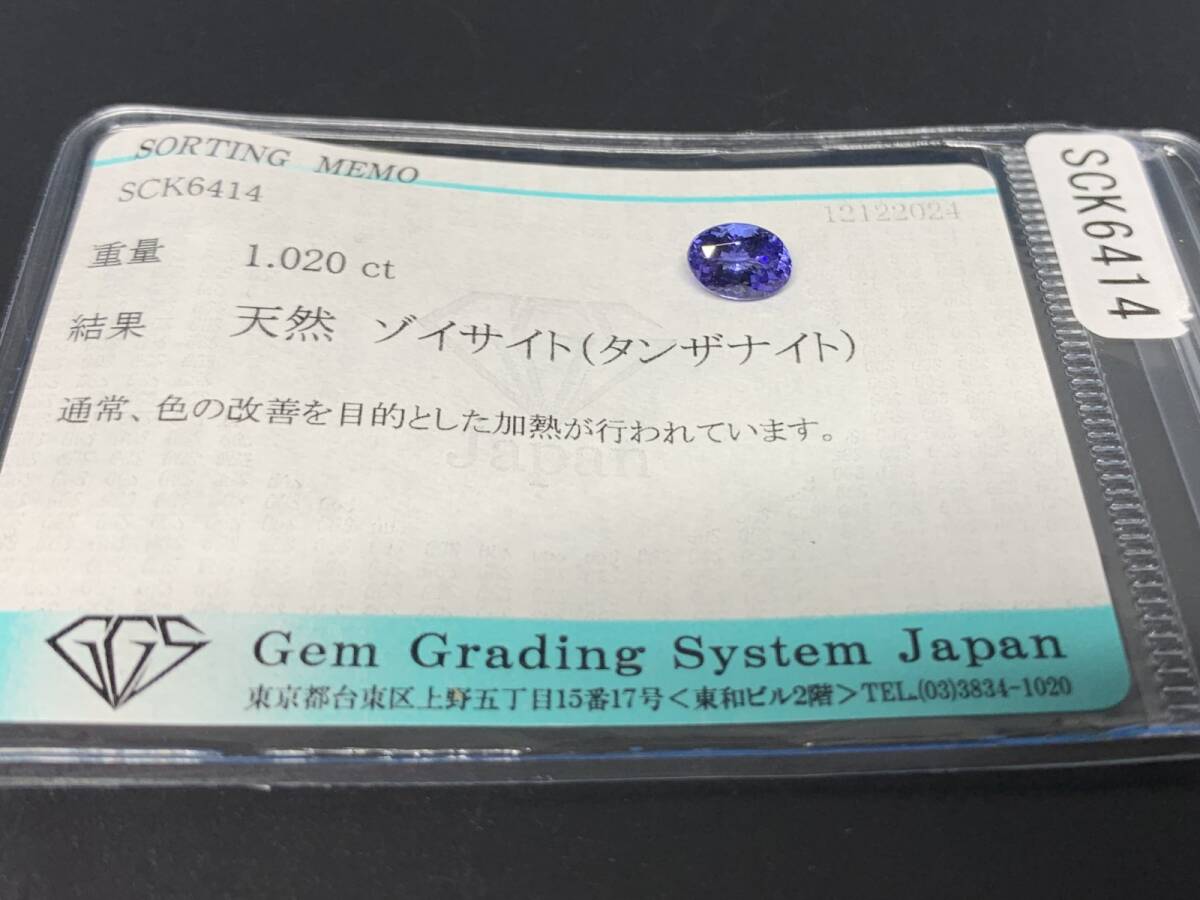 SORTING MEMO
SCK6414
12122024
重量 1.020 ct
結果 天然 ゾイサイト(タンザナイト)
通常、色の改善を目的とした加熱が行われています。
Japan
GGS
Gem Grading System Japan
東京都台東区上野五丁目15番17号<東和ビル2階>TEL.(03)3834-1020
SCK6414